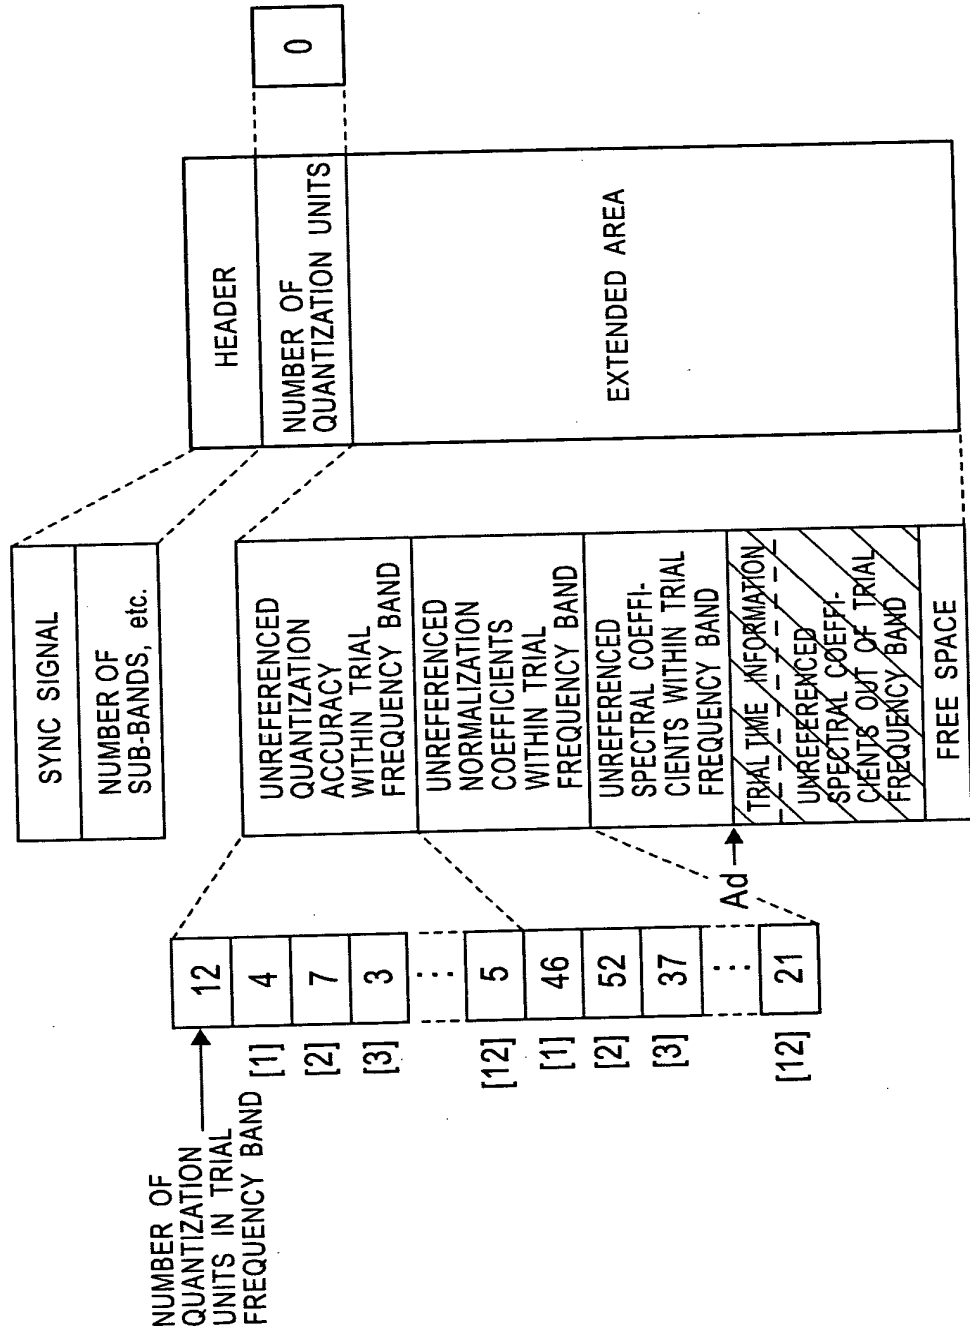 NUMBER OF
QUANTIZATION
UNITS IN TRIAL
FREQUENCY BAND
12
[1] 4
[2] 7
[3] 3
...
[12] 5
[1] 46
[2] 52
[3] 37
...
[12] 21
SYNC SIGNAL
NUMBER OF
SUB-BANDS, etc.
UNREFERENCED
QUANTIZATION
ACCURACY
WITHIN TRIAL
FREQUENCY BAND
UNREFERENCED
NORMALIZATION
COEFFICIENTS
WITHIN TRIAL
FREQUENCY BAND
UNREFERENCED
SPECTRAL COEFFI-
CIENTS WITHIN TRIAL
FREQUENCY BAND
Ad
TRIAL TIME INFORMATION
UNREFERENCED
SPECTRAL COEFFI-
CIENTS OUT OF TRIAL
FREQUENCY BAND
FREE SPACE
HEADER
NUMBER OF
QUANTIZATION UNITS
EXTENDED AREA
0